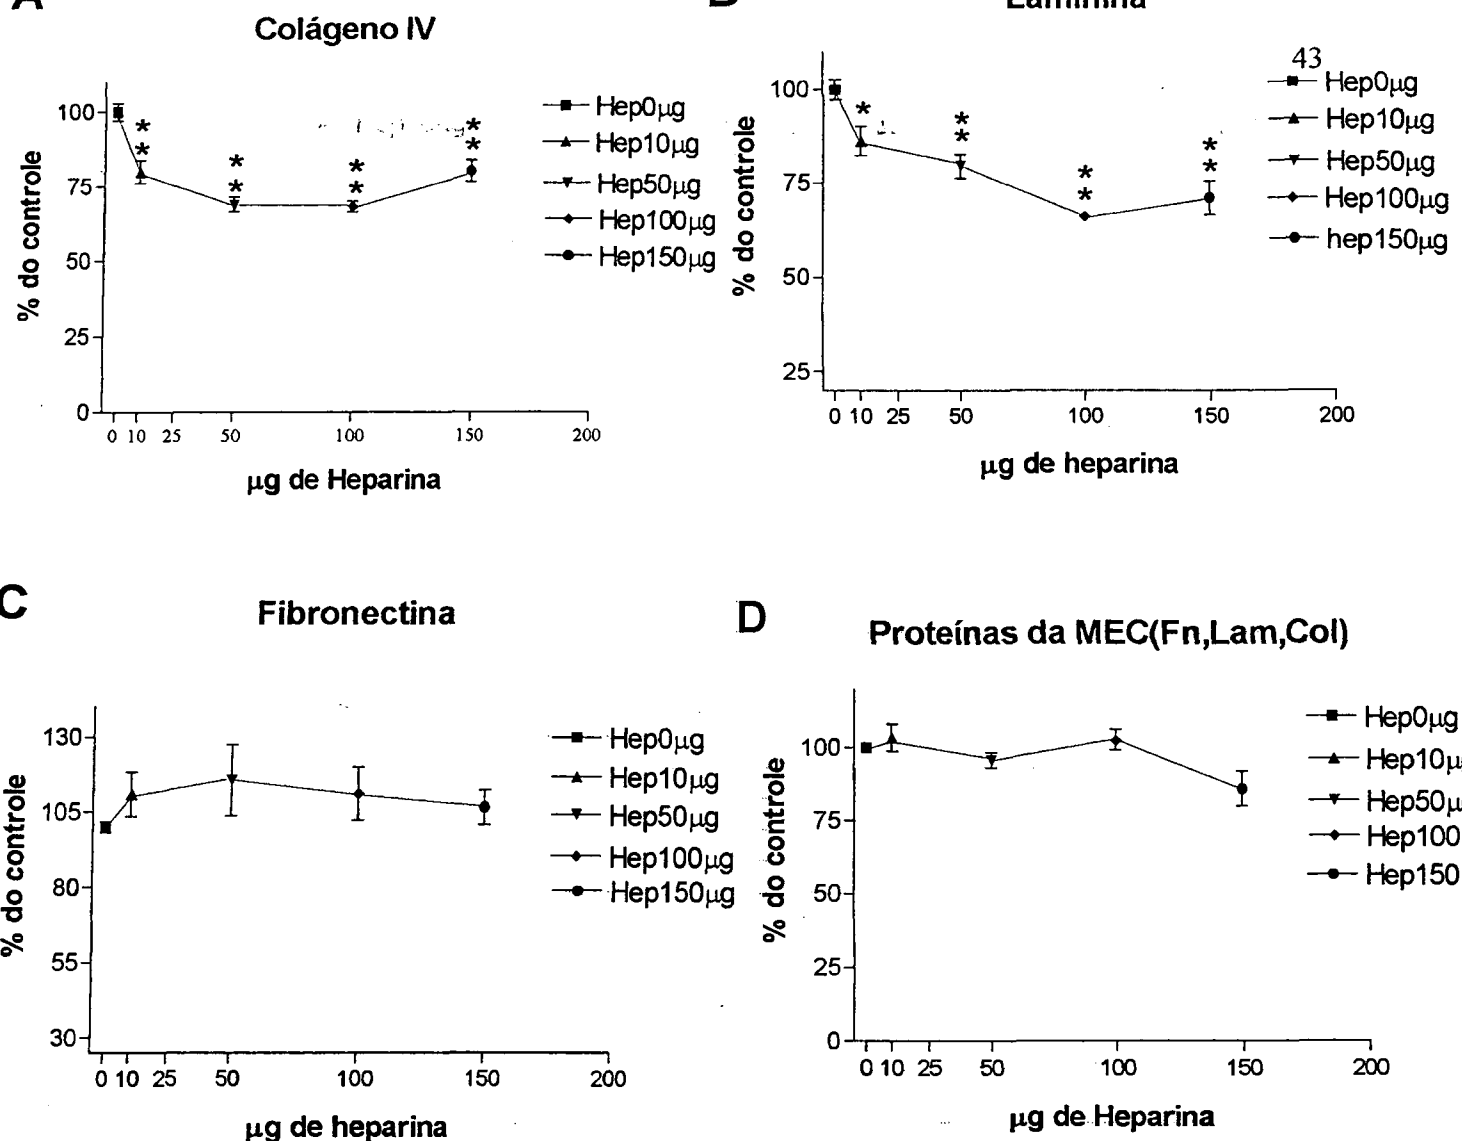 A
Colágeno IV
100
75
50
25
0
% do controle
* * * * * * * *
Hep0µg
Hep10µg
Hep50µg
Hep100µg
Hep150µg
0 10 25 50 100 150 200
µg de Heparina
Laminina
43
100
75
50
25
% do controle
* * * * * * *
Hep0µg
Hep10µg
Hep50µg
Hep100µg
hep150µg
0 10 25 50 100 150 200
µg de heparina
C
Fibronectina
130
105
80
55
30
% do controle
Hep0µg
Hep10µg
Hep50µg
Hep100µg
Hep150µg
0 10 25 50 100 150 200
µg de heparina
D
Proteínas da MEC(Fn,Lam,Col)
100
75
50
25
0
% do controle
Hep0µg
Hep10µ
Hep50µ
Hep100
Hep150
0 10 25 50 100 150 200
µg de Heparina